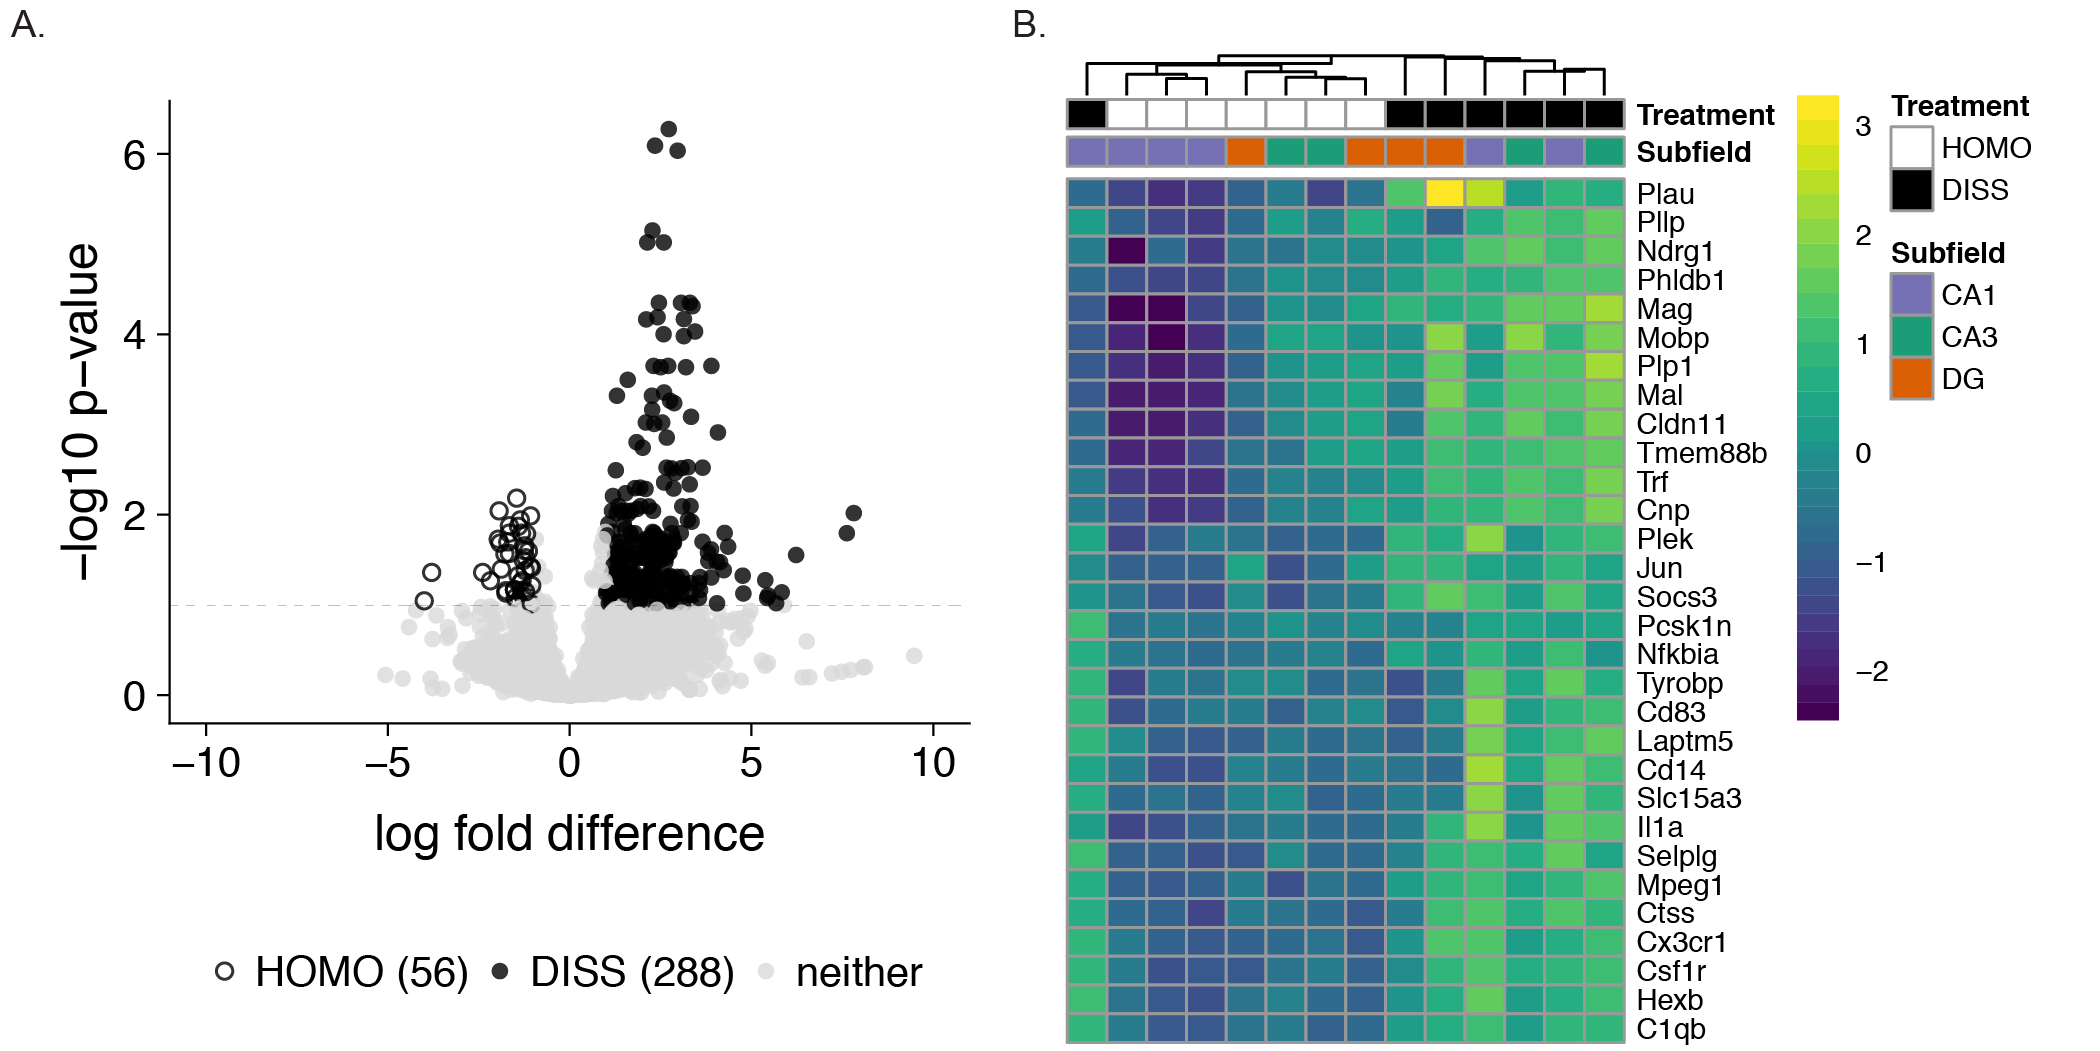 A.
−log10 p−value
6
4
2
0
−10
−5
0
5
10
log fold difference
HOMO (56)
DISS (288)
neither
B.
Treatment
Subfield
Plau
Pllp
Ndrg1
Phldb1
Mag
Mobp
Plp1
Mal
Cldn11
Tmem88b
Trf
Cnp
Plek
Jun
Socs3
Pcsk1n
Nfkbia
Tyrobp
Cd83
Laptm5
Cd14
Slc15a3
Il1a
Selplg
Mpeg1
Ctss
Cx3cr1
Csf1r
Hexb
C1qb
3
2
1
0
−1
−2
Treatment
HOMO
DISS
Subfield
CA1
CA3
DG